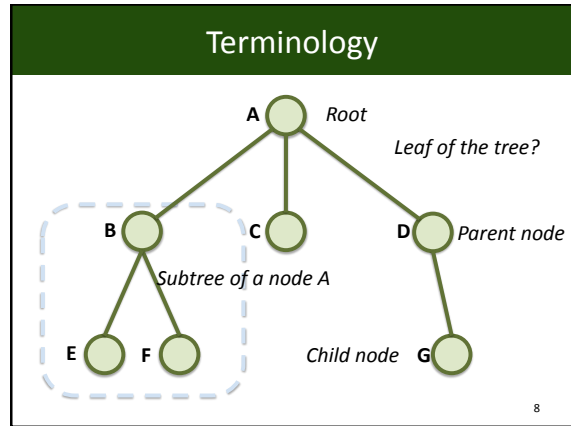 Terminology
A Root
Leaf of the tree?
B C D Parent node
Subtree of a node A
E F Child node G
8